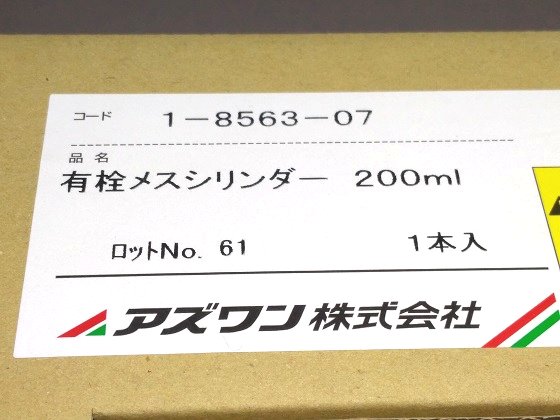 コード 1-8563-07
品名
有栓メスシリンダー 200ml
ロットNo. 61 1本入
アズワン株式会社